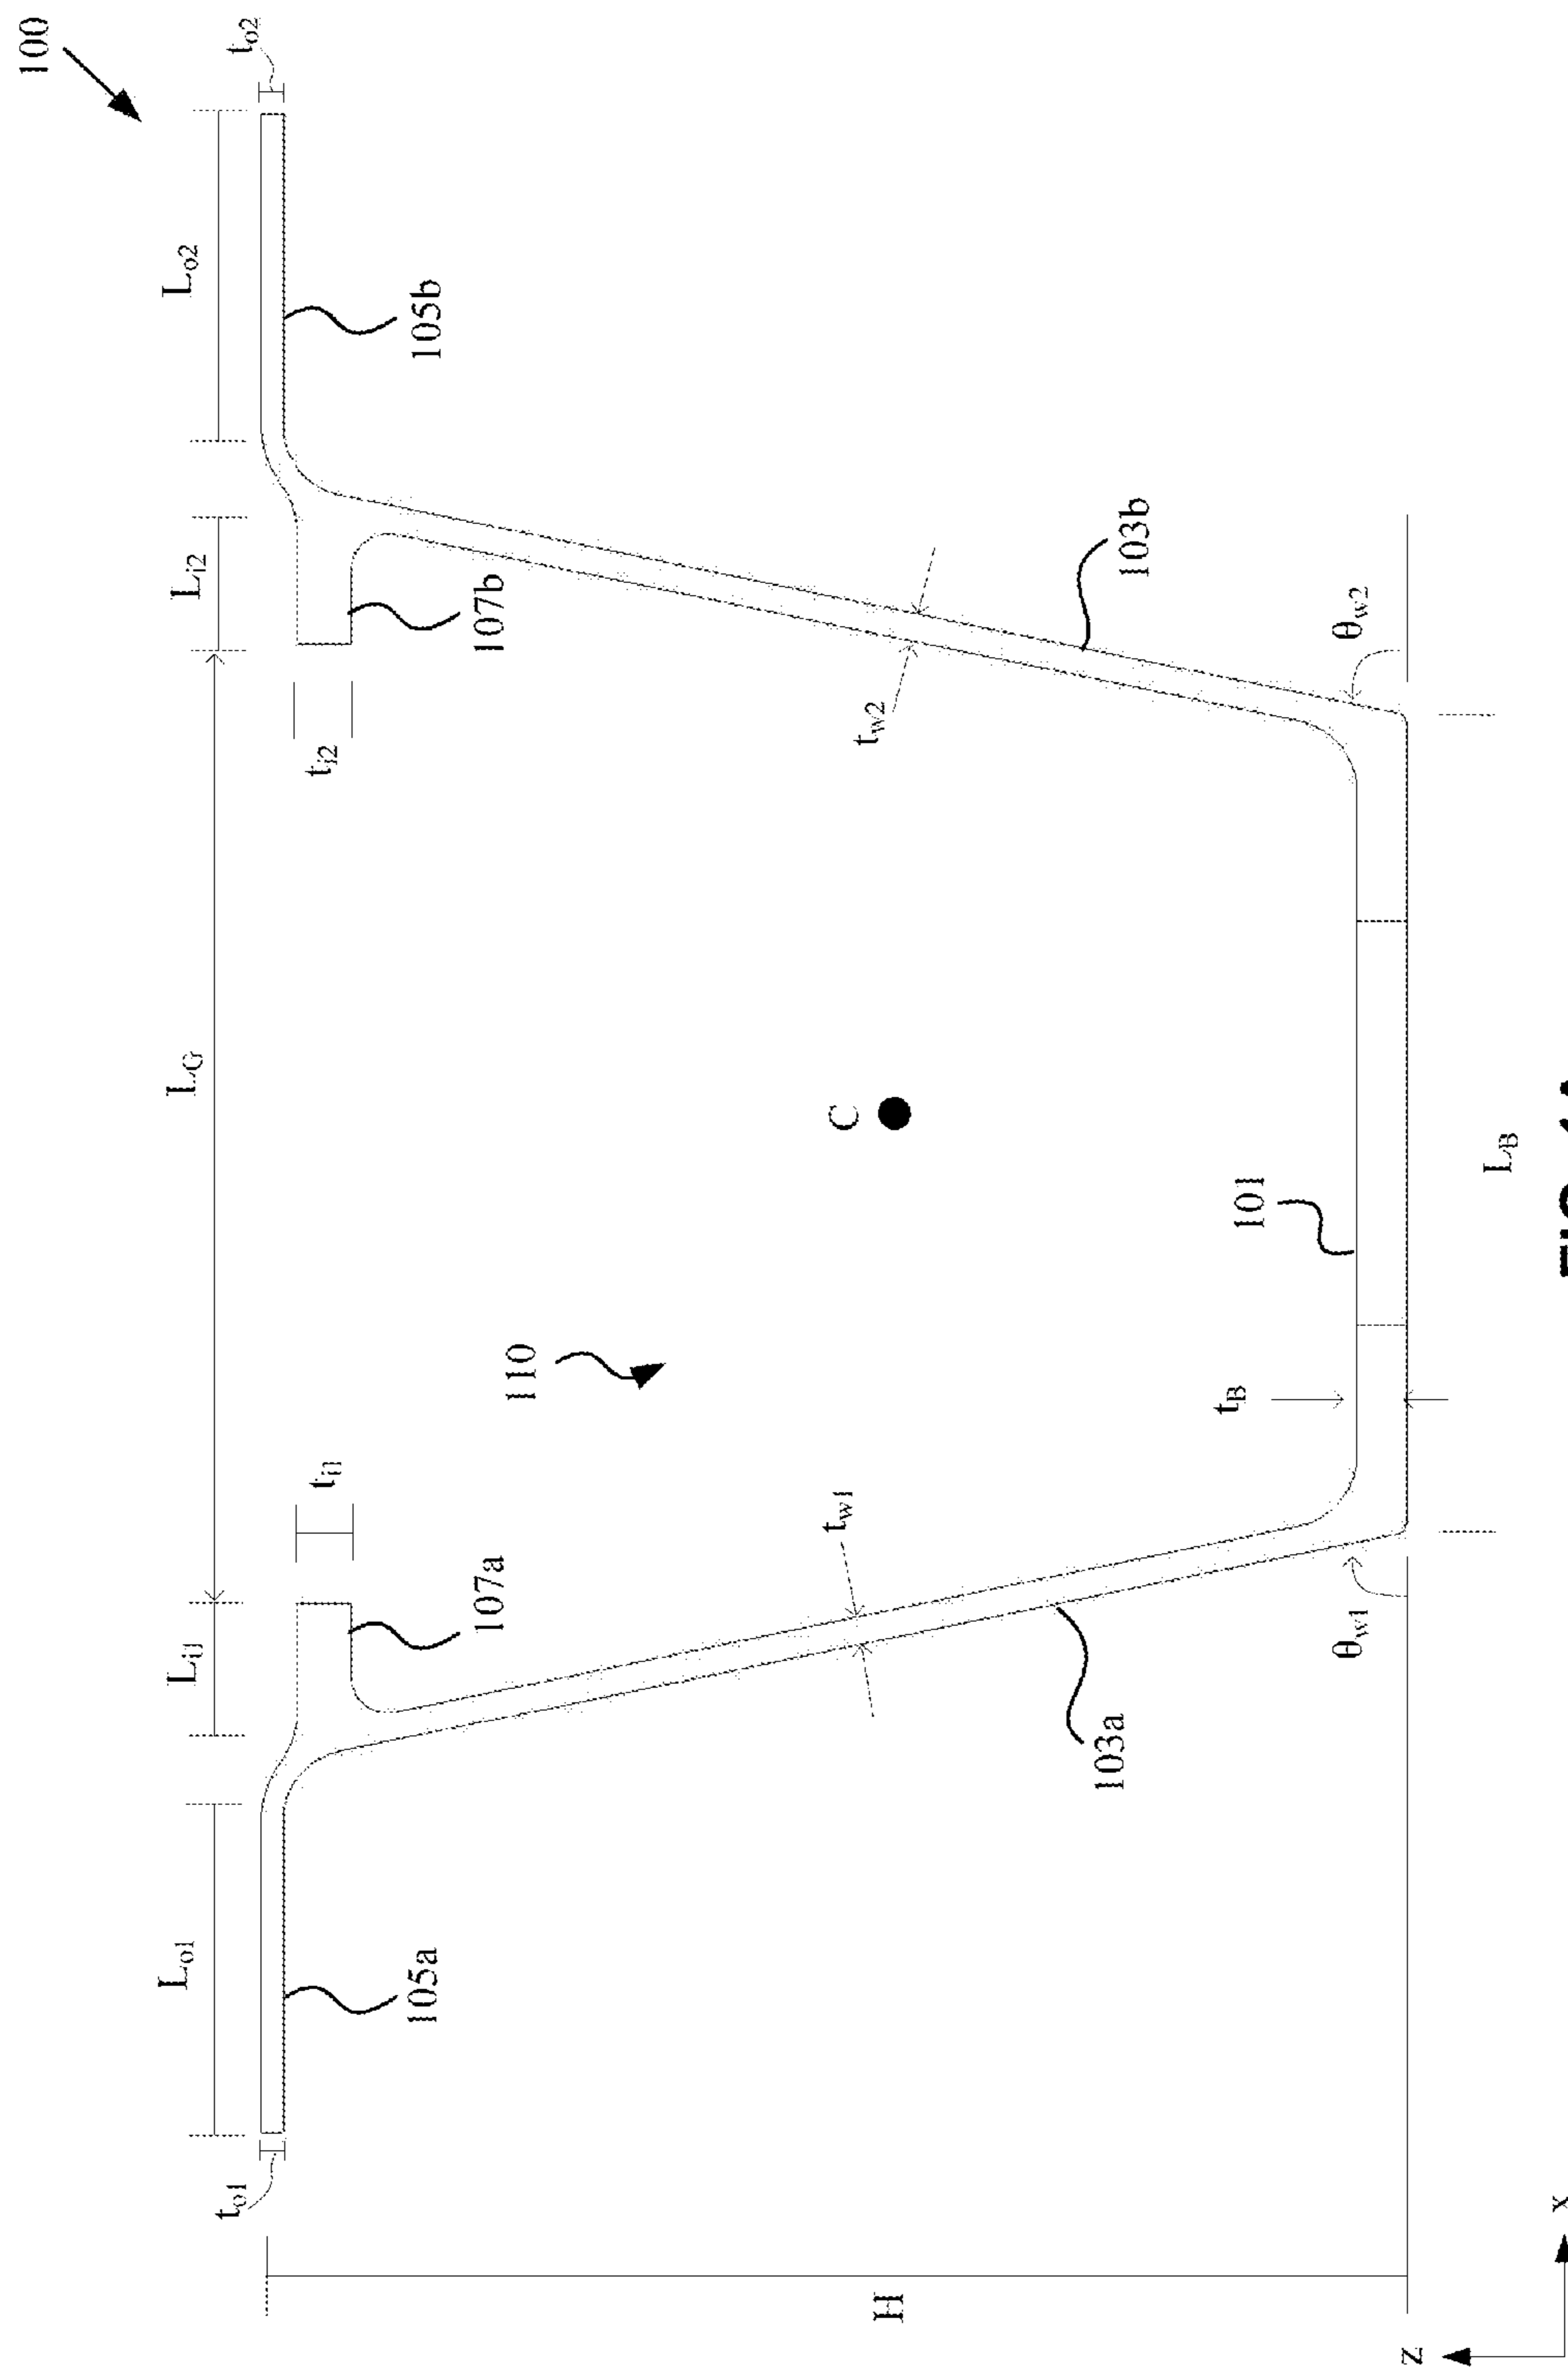 100
t_o1
L_o1
L_i1
L_G
L_i2
L_o2
t_o2
t_i1
t_i2
105a
107a
110
107b
105b
t_w1
C
t_w2
H
103a
103b
t_B
101
θ_w1
θ_w2
L_B
z
x
FIG